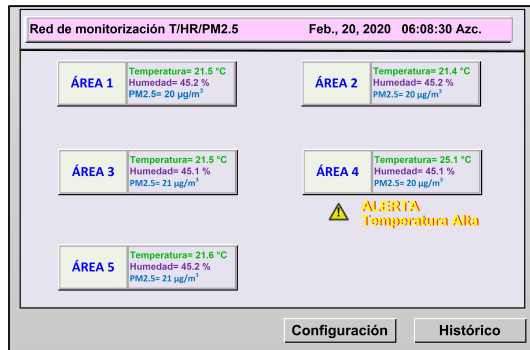 Red de monitorización T/HR/PM2.5 Feb., 20, 2020 06:08:30 Azc.
ÁREA 1
Temperatura= 21.5 °C
Humedad= 45.2 %
PM2.5= 20 µg/m³
ÁREA 2
Temperatura= 21.4 °C
Humedad= 45.2 %
PM2.5= 20 µg/m³
ÁREA 3
Temperatura= 21.5 °C
Humedad= 45.1 %
PM2.5= 21 µg/m³
ÁREA 4
Temperatura= 25.1 °C
Humedad= 45.1 %
PM2.5= 20 µg/m³
ALERTA
Temperatura Alta
ÁREA 5
Temperatura= 21.6 °C
Humedad= 45.2 %
PM2.5= 21 µg/m³
Configuración Histórico